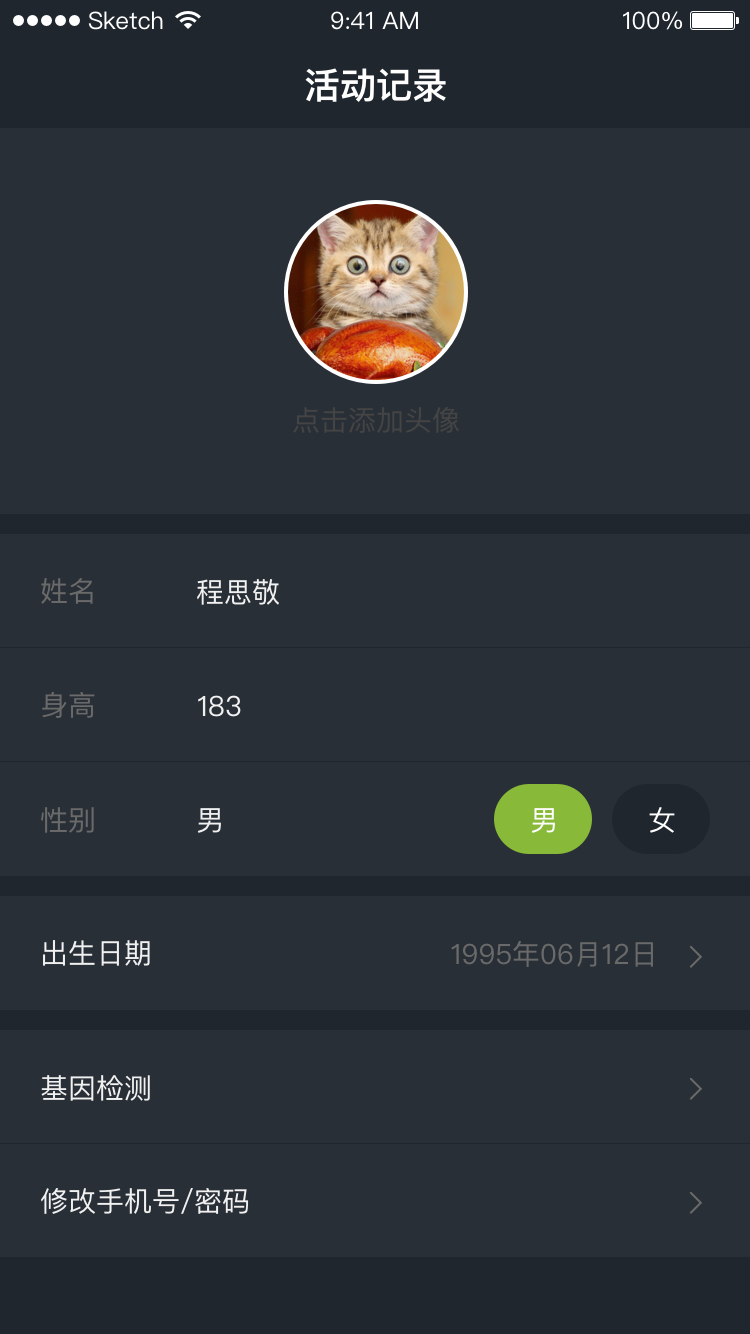 Sketch 9:41 AM 100%
活动记录
点击添加头像
姓名 程思敬
身高 183
性别 男 男 女
出生日期 1995年06月12日
基因检测
修改手机号/密码